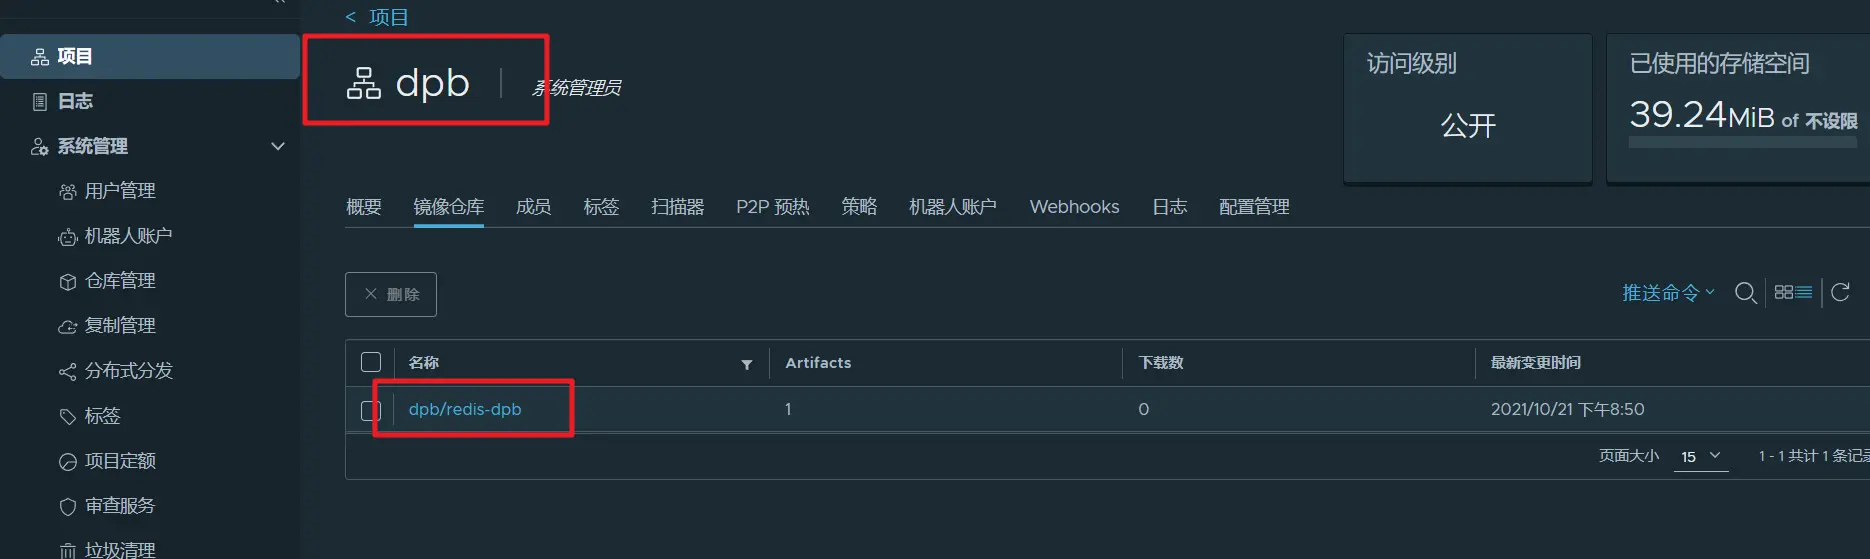 < 项目
项目
日志
系统管理
用户管理
机器人账户
仓库管理
复制管理
分布式分发
标签
项目定额
审查服务
垃圾清理
dpb
系统管理员
访问级别
公开
已使用的存储空间
39.24MiB of 不设限
概要 镜像仓库 成员 标签 扫描器 P2P 预热 策略 机器人账户 Webhooks 日志 配置管理
× 删除
推送命令
名称 Artifacts 下载数 最新变更时间
dpb/redis-dpb 1 0 2021/10/21 下午8:50
页面大小 15 1 - 1 共计 1 条记录